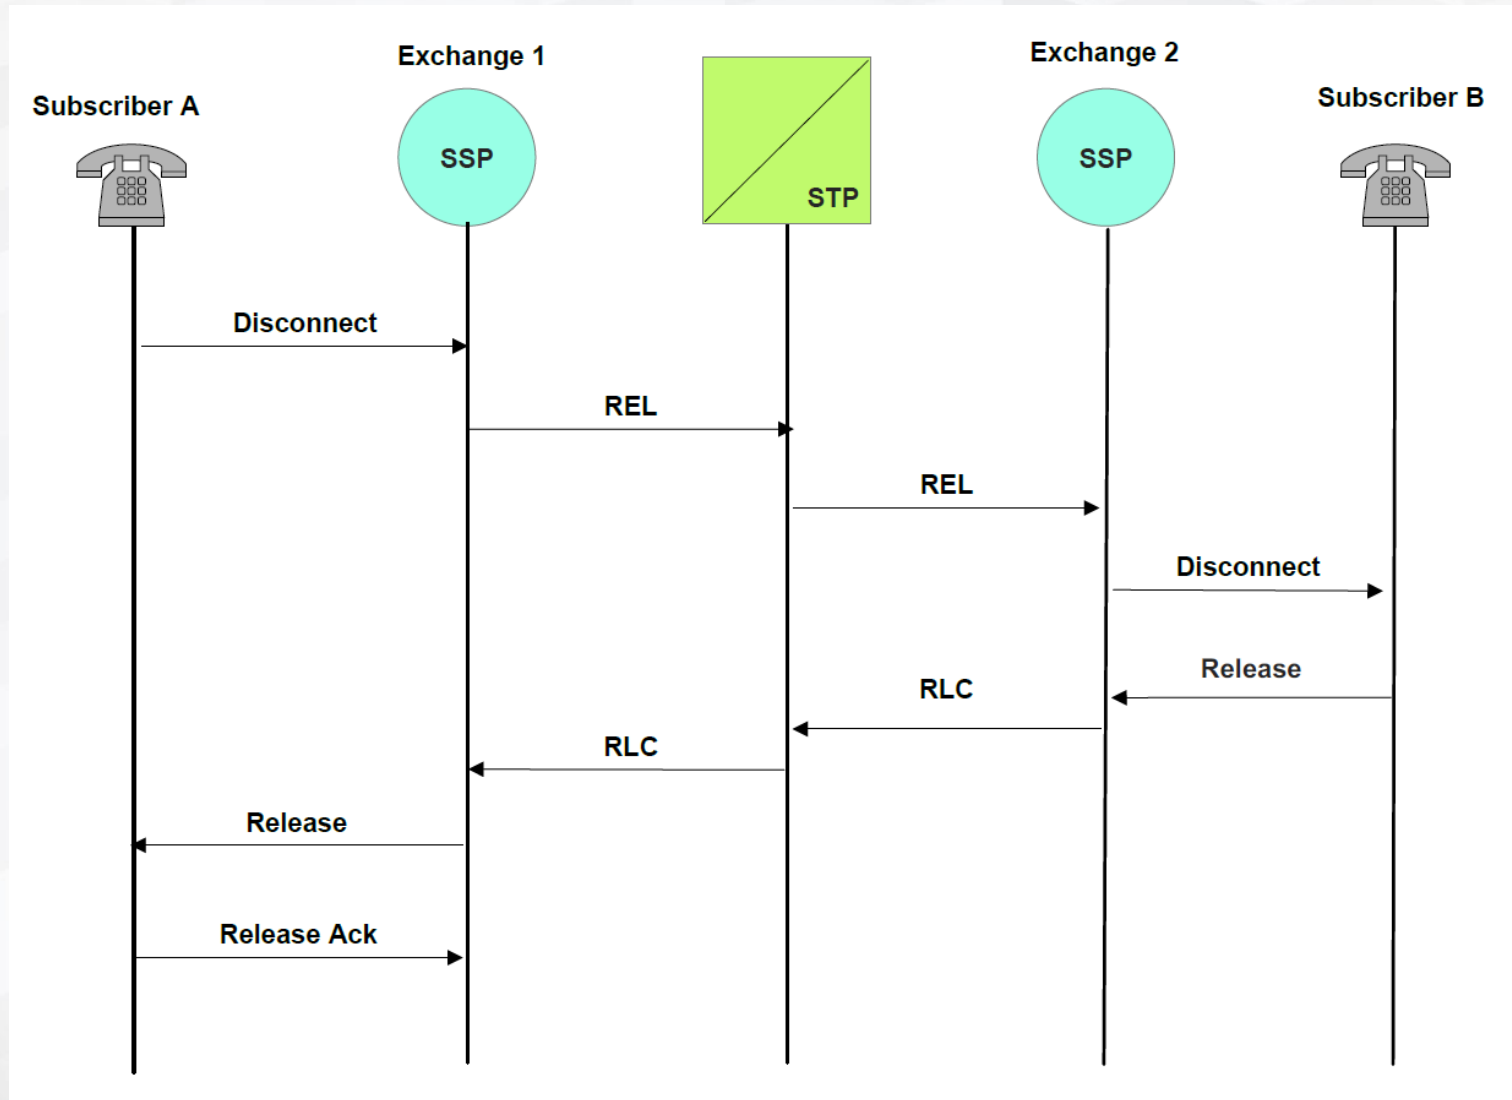 Exchange 1
Exchange 2
Subscriber A
Subscriber B
SSP
STP
SSP
Disconnect
REL
REL
Disconnect
Release
RLC
RLC
Release
Release Ack